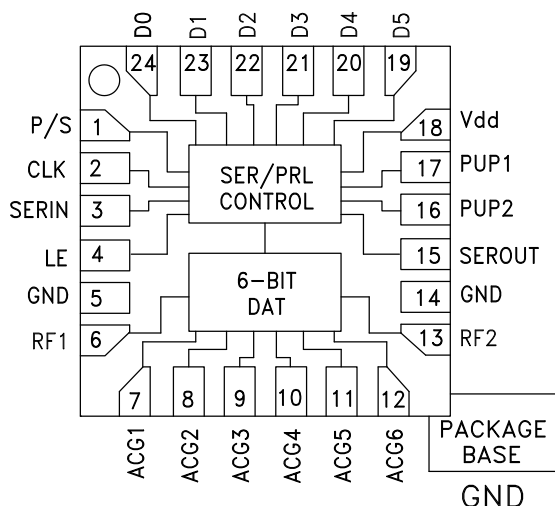 D0 D1 D2 D3 D4 D5
24 23 22 21 20 19
P/S 1 18 Vdd
CLK 2 17 PUP1
SERIN 3 16 PUP2
LE 4 15 SEROUT
GND 5 14 GND
RF1 6 13 RF2
SER/PRL
CONTROL
6-BIT
DAT
7 8 9 10 11 12
ACG1 ACG2 ACG3 ACG4 ACG5 ACG6
PACKAGE
BASE
GND